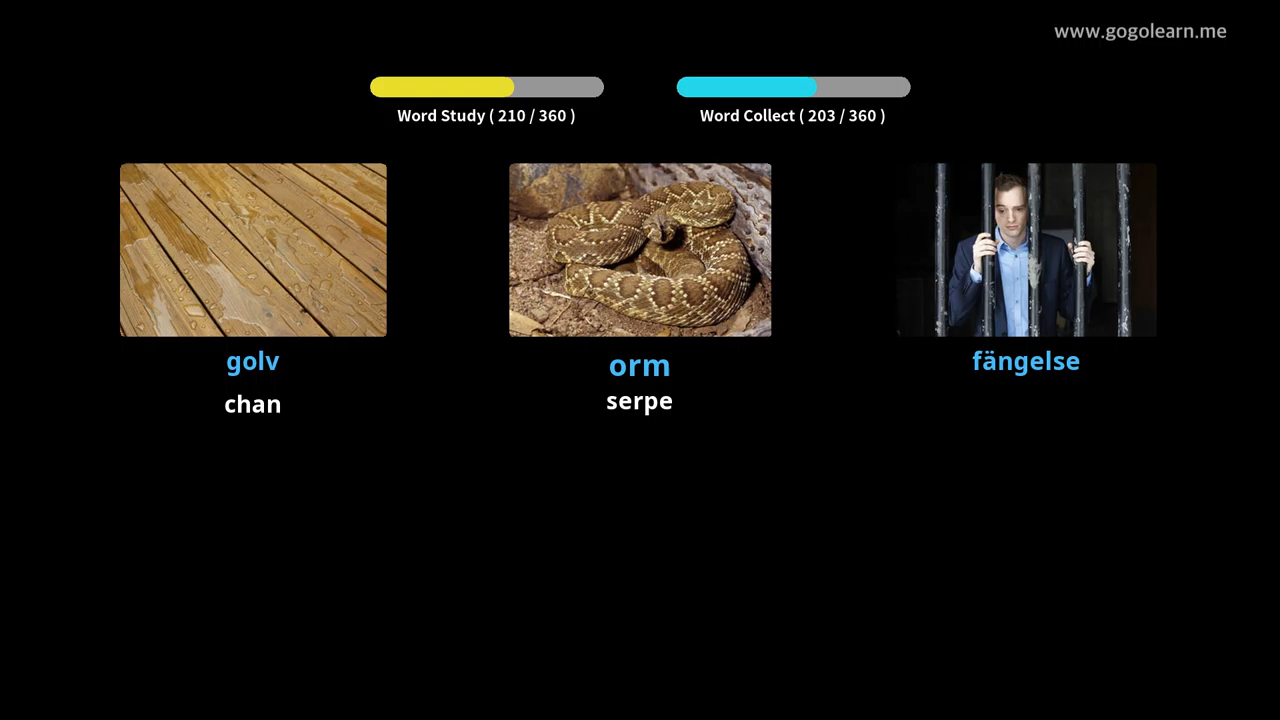 www.gogolearn.me
Word Study ( 210 / 360 )
Word Collect ( 203 / 360 )
golv
orm
fängelse
chan
serpe